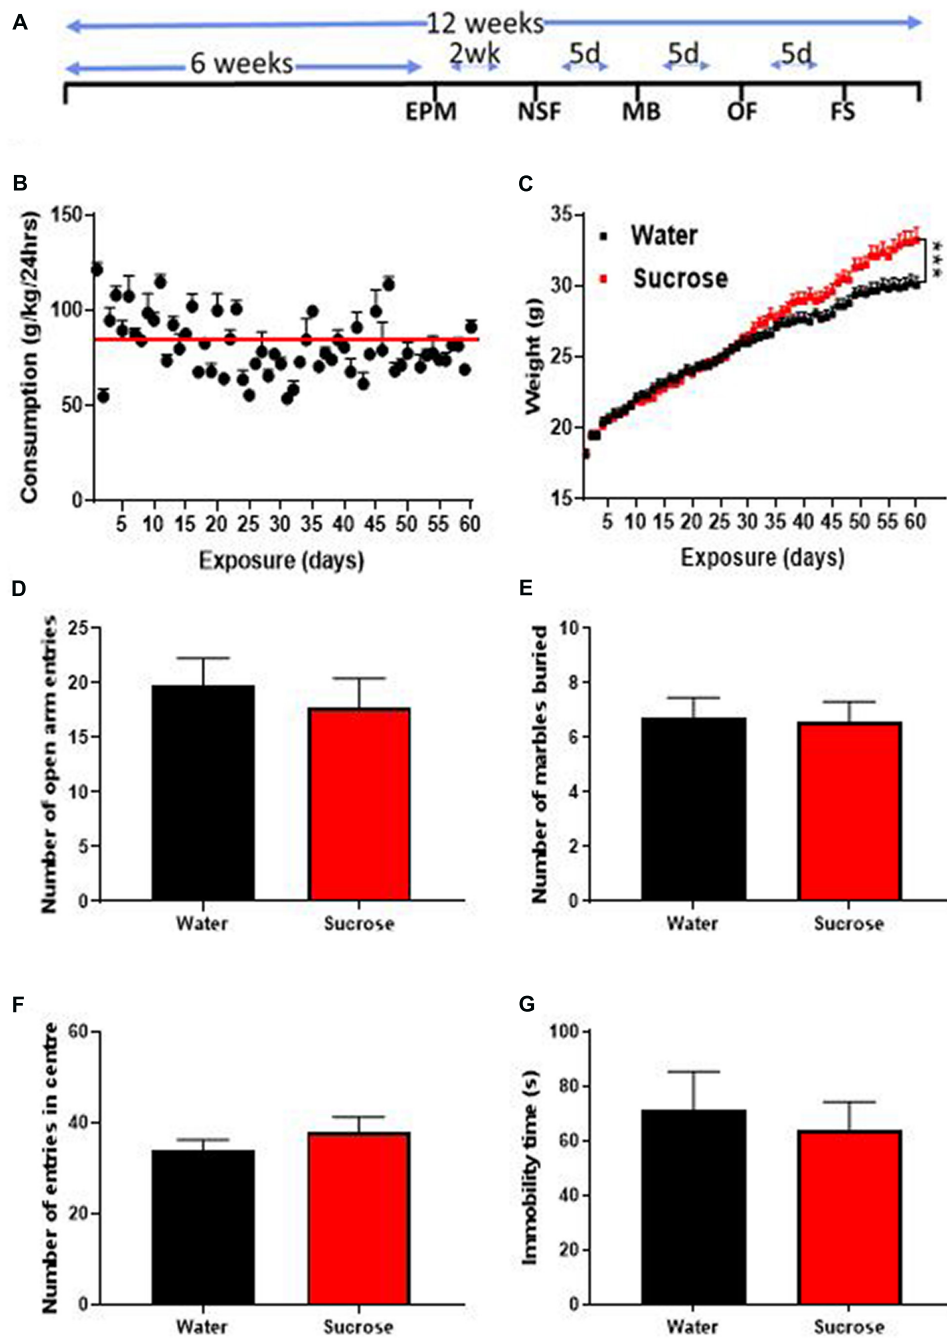 A
12 weeks
6 weeks
2wk
5d
5d
5d
EPM
NSF
MB
OF
FS
B
Consumption (g/kg/24hrs)
150
100
50
0
5 10 15 20 25 30 35 40 45 50 55 60
Exposure (days)
C
Weight (g)
35
30
25
20
15
Water
Sucrose
***
5 10 15 20 25 30 35 40 45 50 55 60
Exposure (days)
D
Number of open arm entries
25
20
15
10
5
0
Water
Sucrose
E
Number of marbles buried
10
8
6
4
2
0
Water
Sucrose
F
Number of entries in centre
60
40
20
0
Water
Sucrose
G
Immobility time (s)
100
80
60
40
20
0
Water
Sucrose